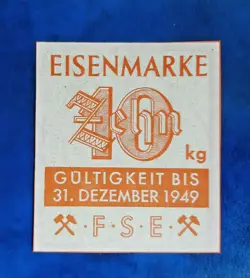 EISENMARKE
Zehn
10
kg
GÜLTIGKEIT BIS
31. DEZEMBER 1949
· F · S · E ·